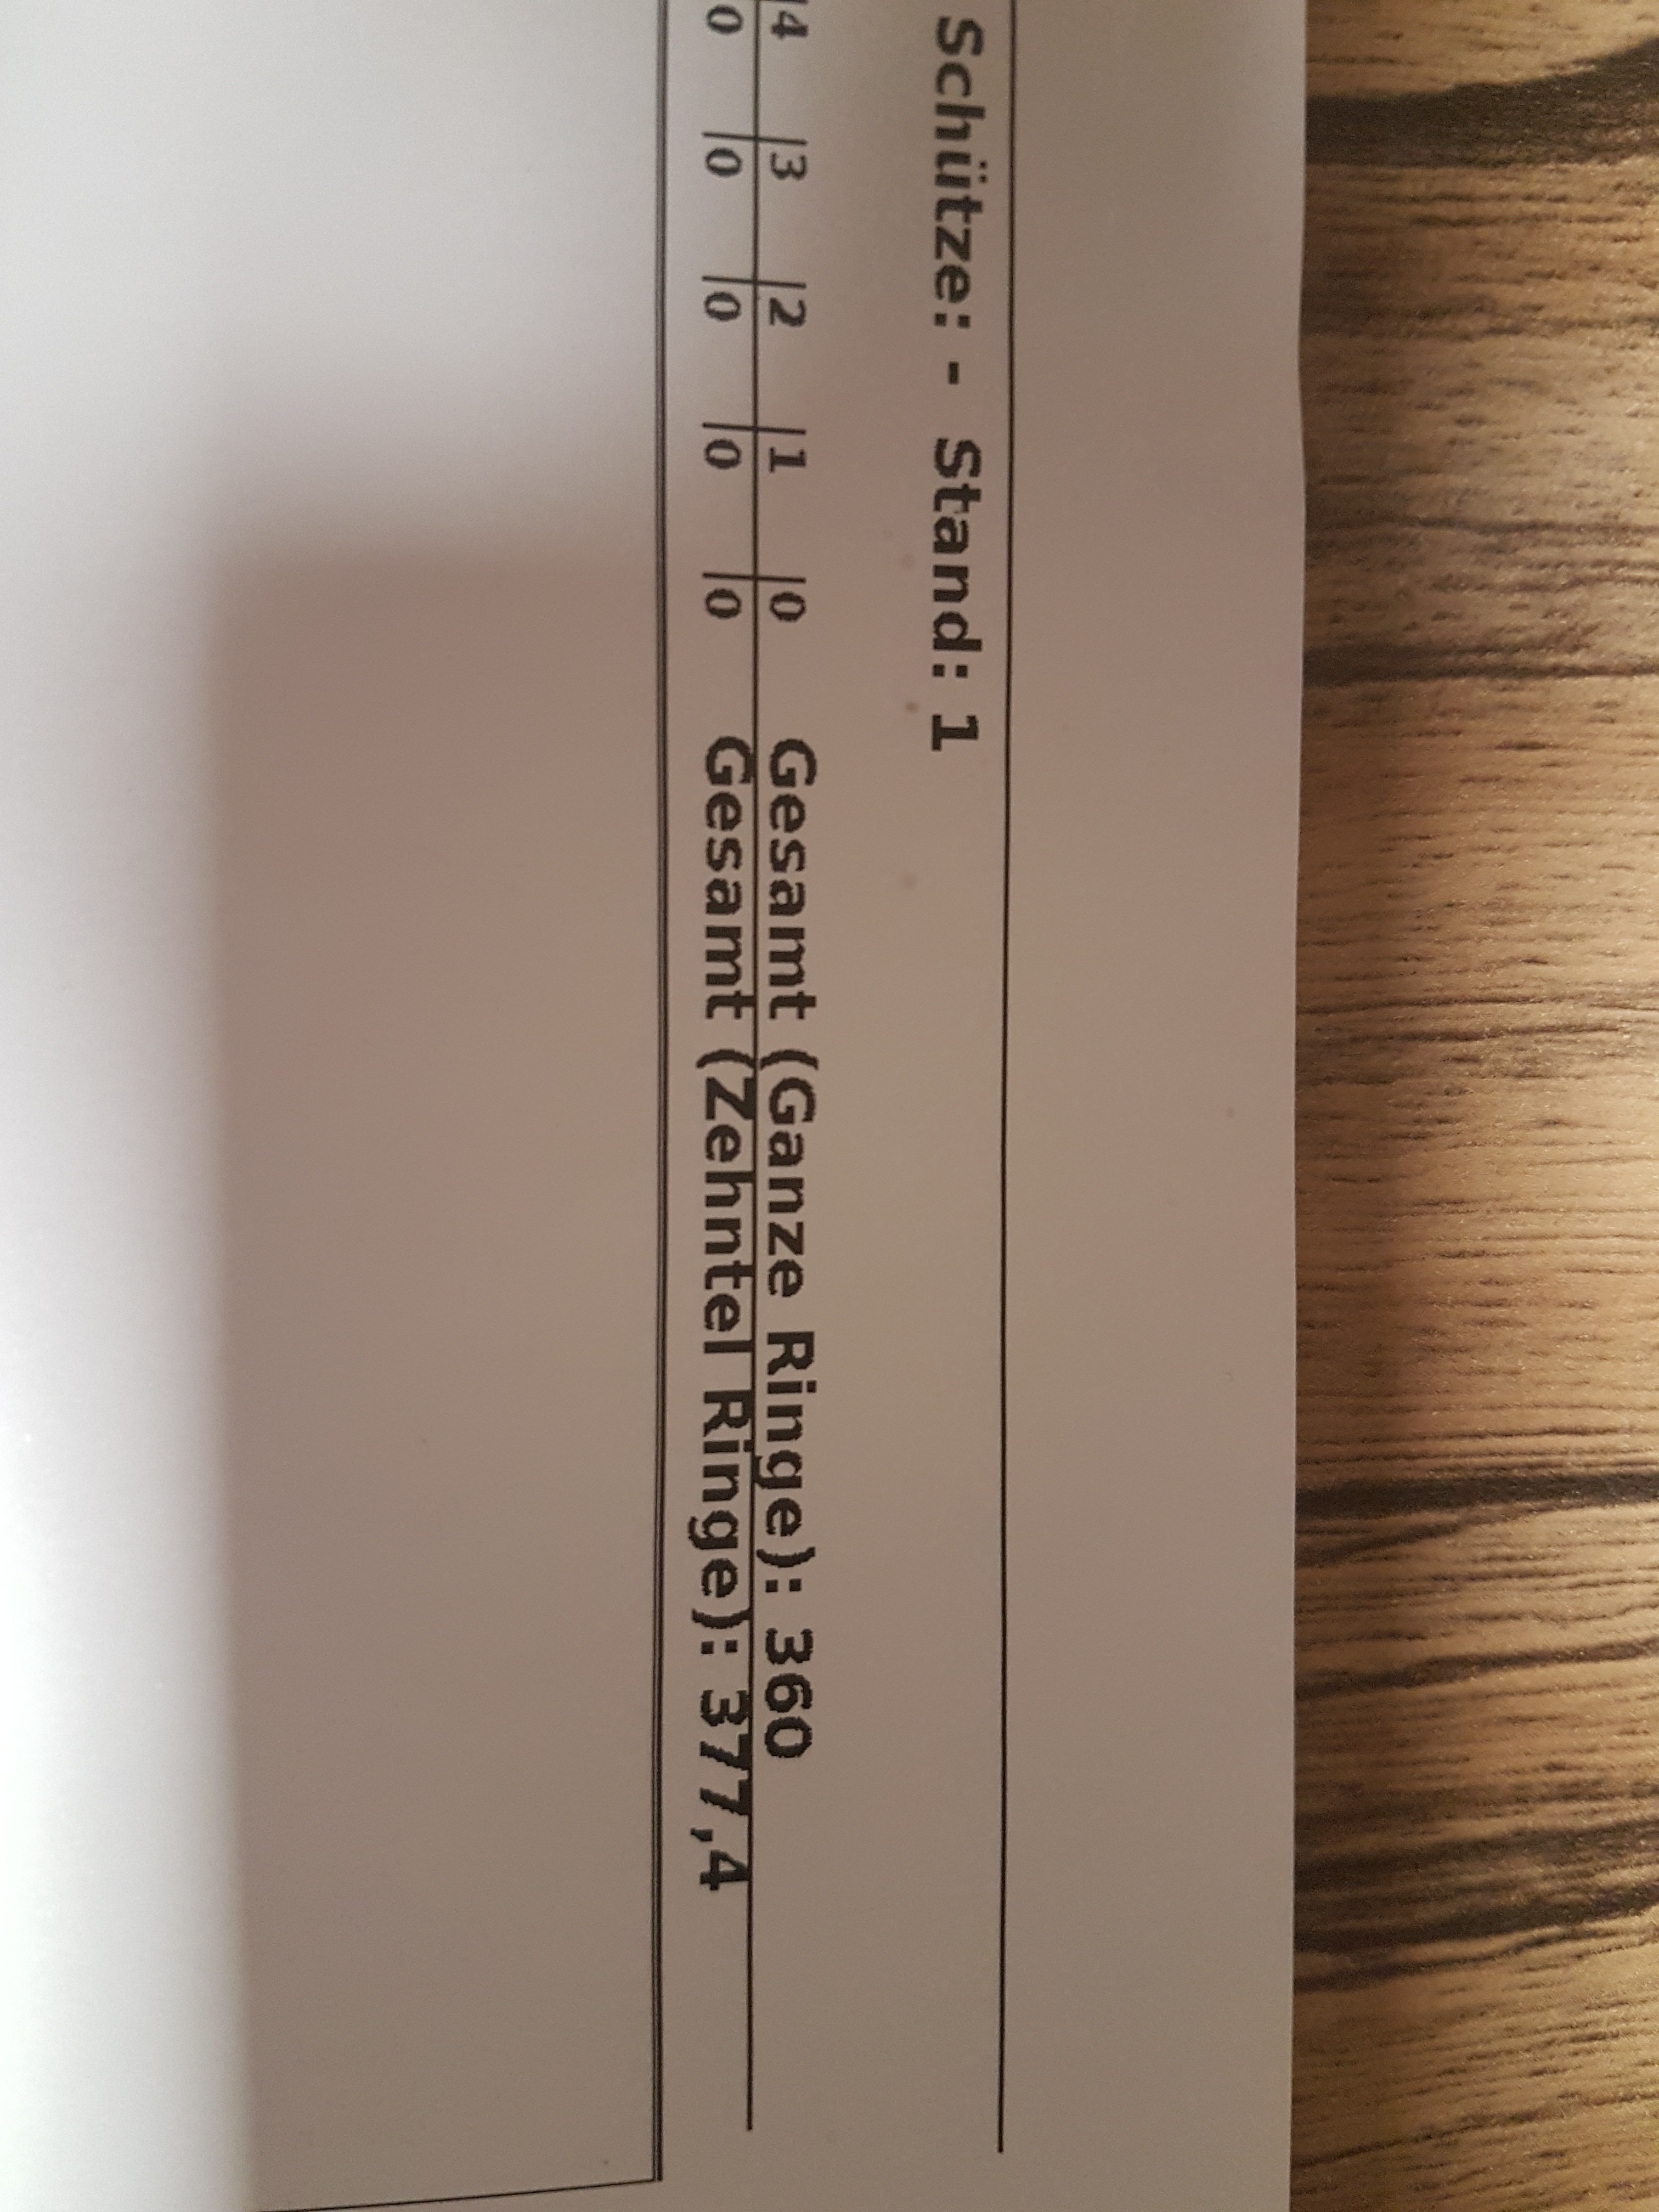 Schütze: - Stand: 1
|4 |3 |2 |1 |0 Gesamt (Ganze Ringe): 360
0 |0 |0 |0 |0 Gesamt (Zehntel Ringe): 377,4